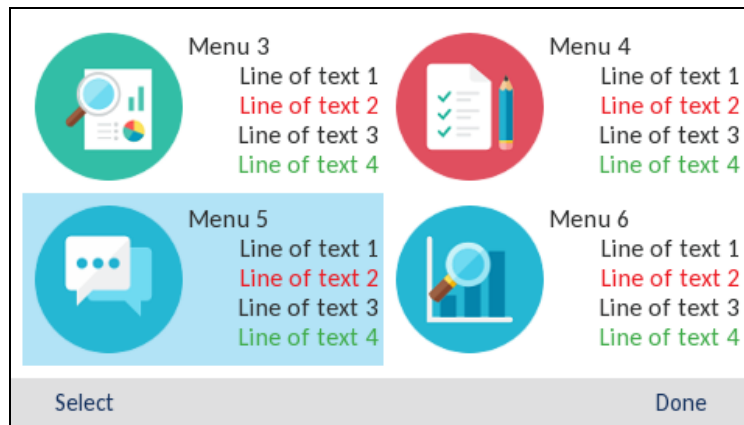 Menu 3
Line of text 1
Line of text 2
Line of text 3
Line of text 4
Menu 4
Line of text 1
Line of text 2
Line of text 3
Line of text 4
Menu 5
Line of text 1
Line of text 2
Line of text 3
Line of text 4
Menu 6
Line of text 1
Line of text 2
Line of text 3
Line of text 4
Select
Done